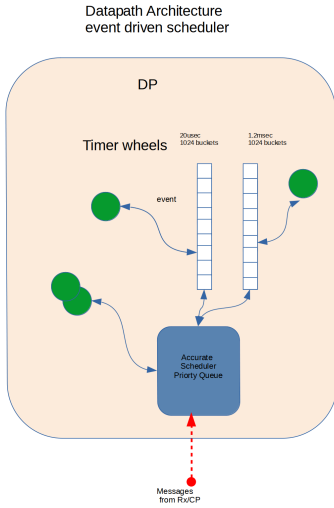 Datapath Architecture
event driven scheduler
DP
Timer wheels
20usec
1024 buckets
1.2msec
1024 buckets
event
Accurate
Scheduler
Priorty Queue
Messages
from Rx/CP